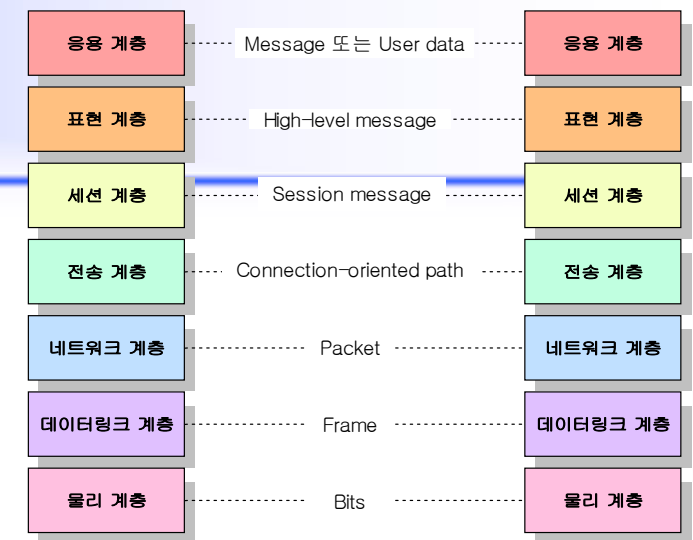 응용 계층 Message 또는 User data 응용 계층
표현 계층 High-level message 표현 계층
세션 계층 Session message 세션 계층
전송 계층 Connection-oriented path 전송 계층
네트워크 계층 Packet 네트워크 계층
데이터링크 계층 Frame 데이터링크 계층
물리 계층 Bits 물리 계층